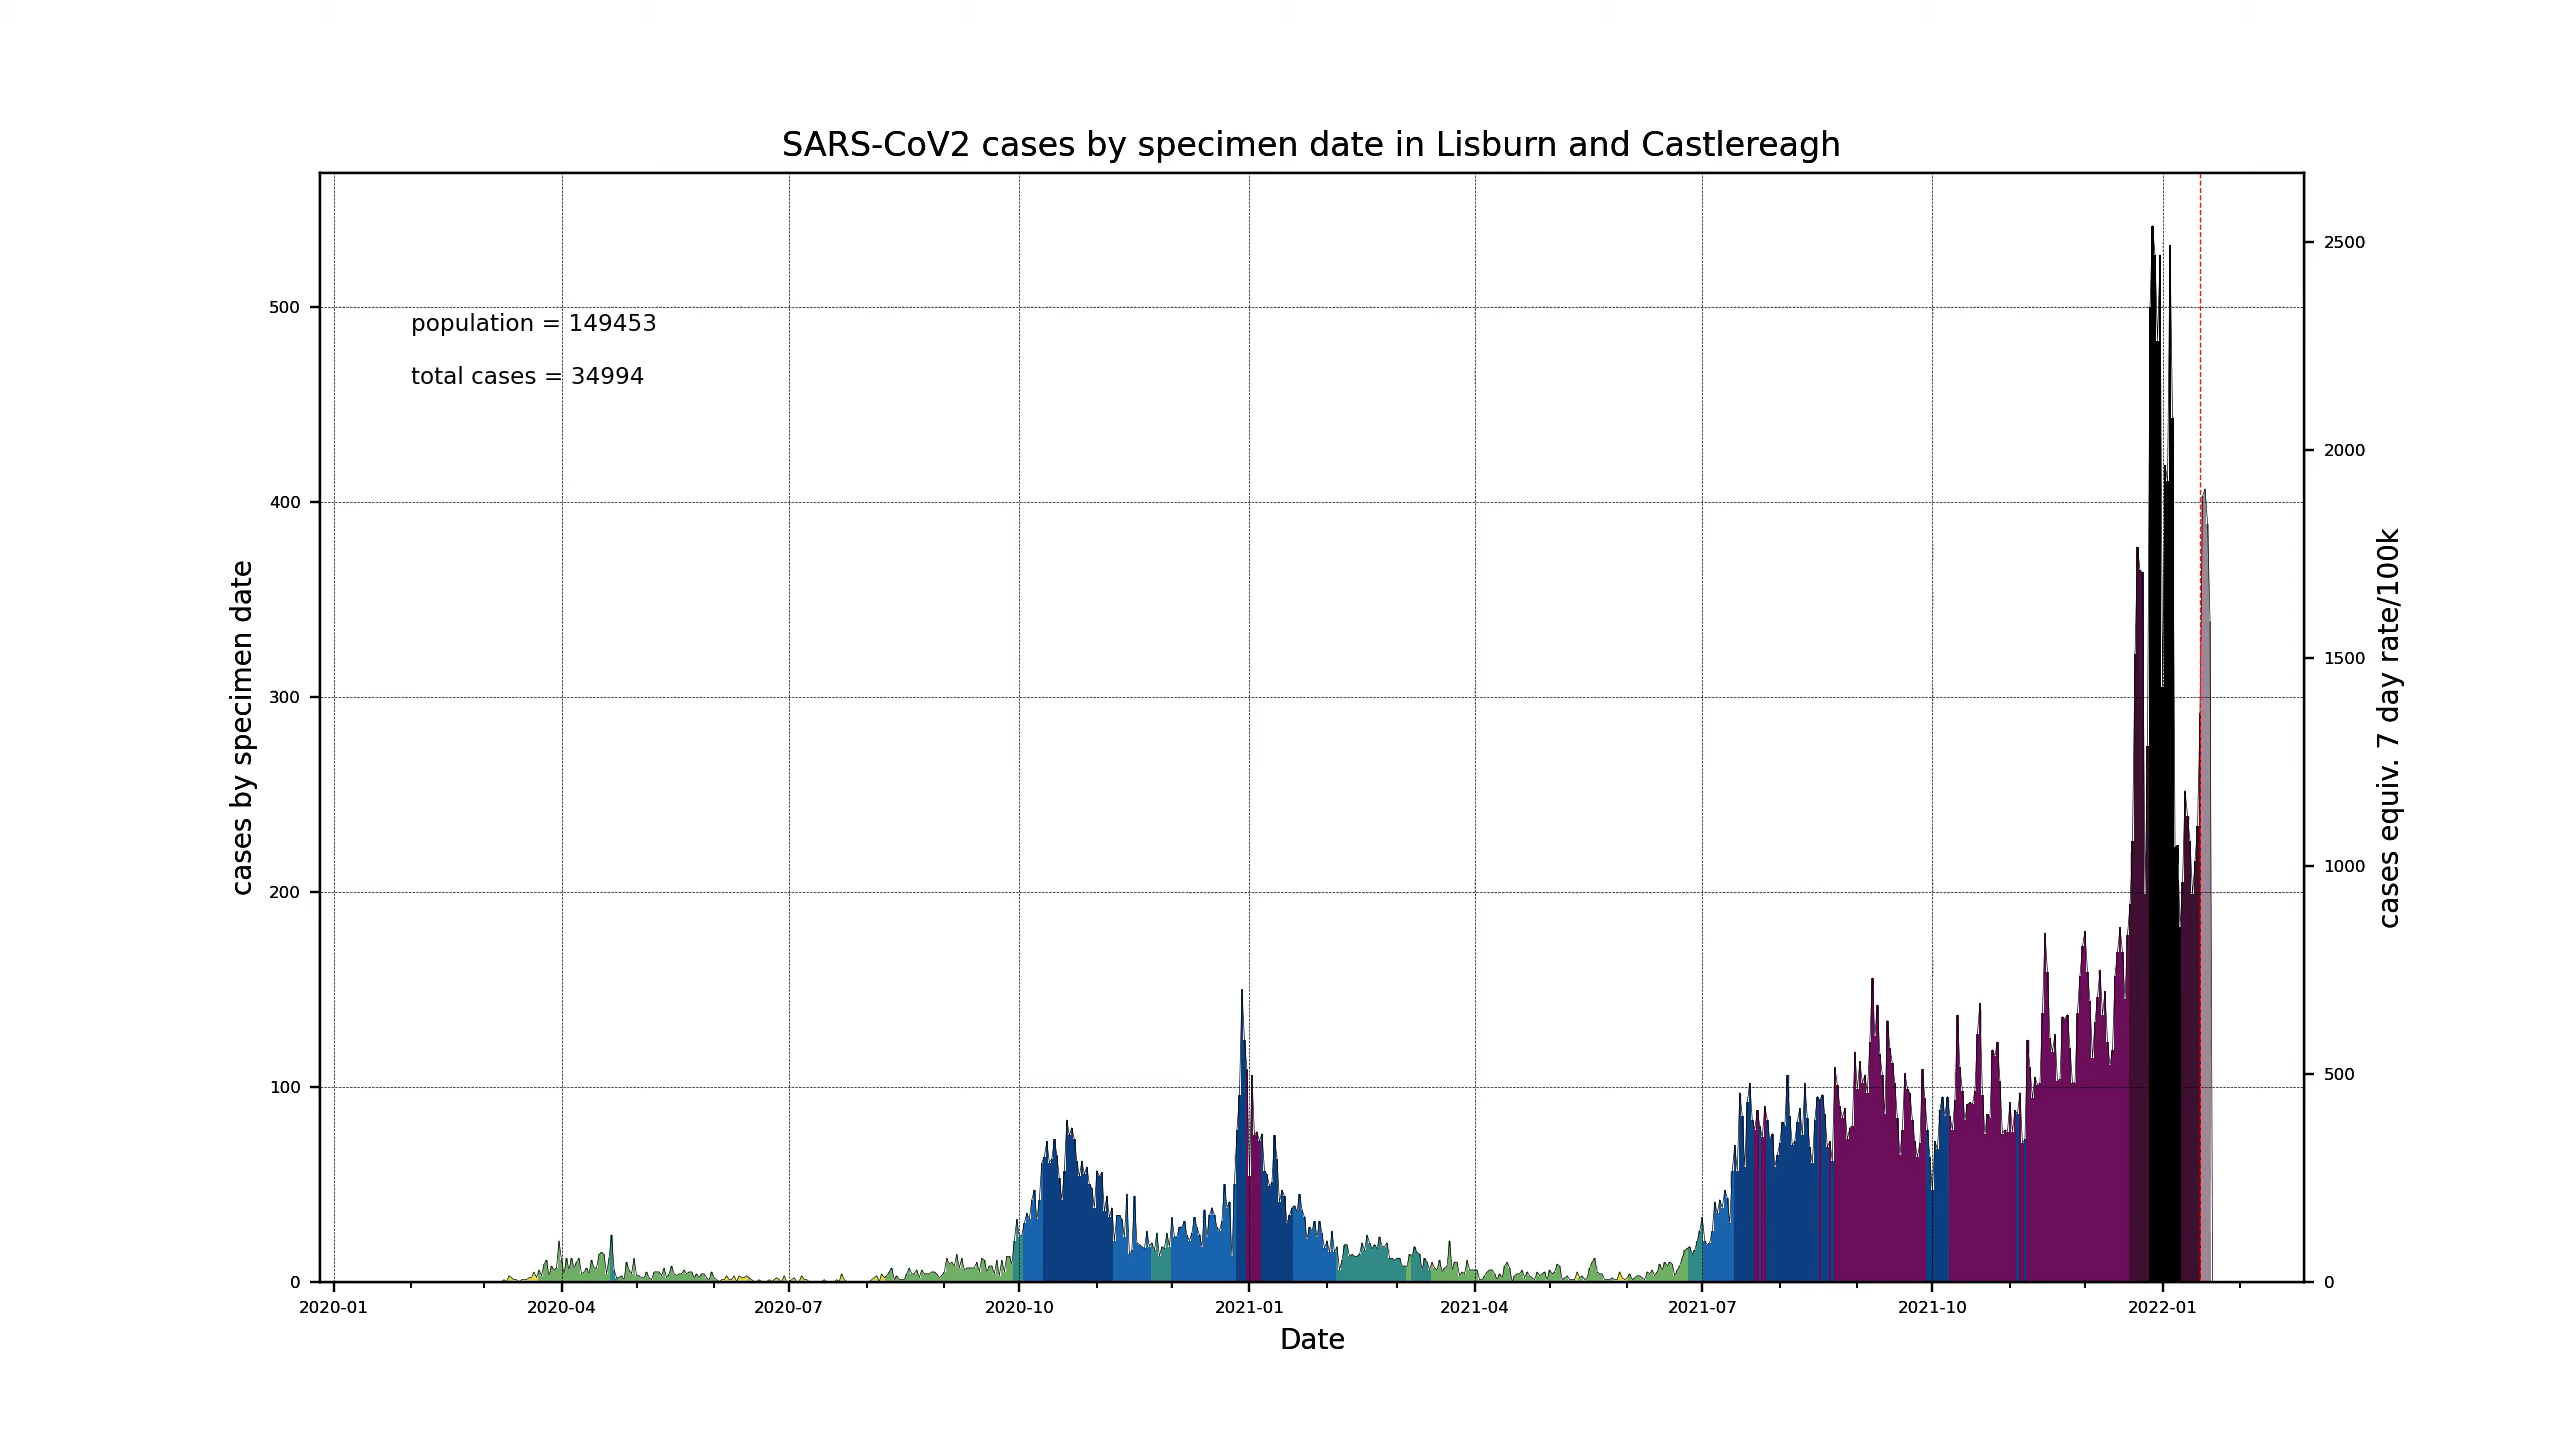 SARS-CoV2 cases by specimen date in Lisburn and Castlereagh
population = 149453
total cases = 34994
cases by specimen date
500
400
300
200
100
0
2500
2000
1500
1000
500
0
cases equiv. 7 day rate/100k
2020-01 2020-04 2020-07 2020-10 2021-01 2021-04 2021-07 2021-10 2022-01
Date